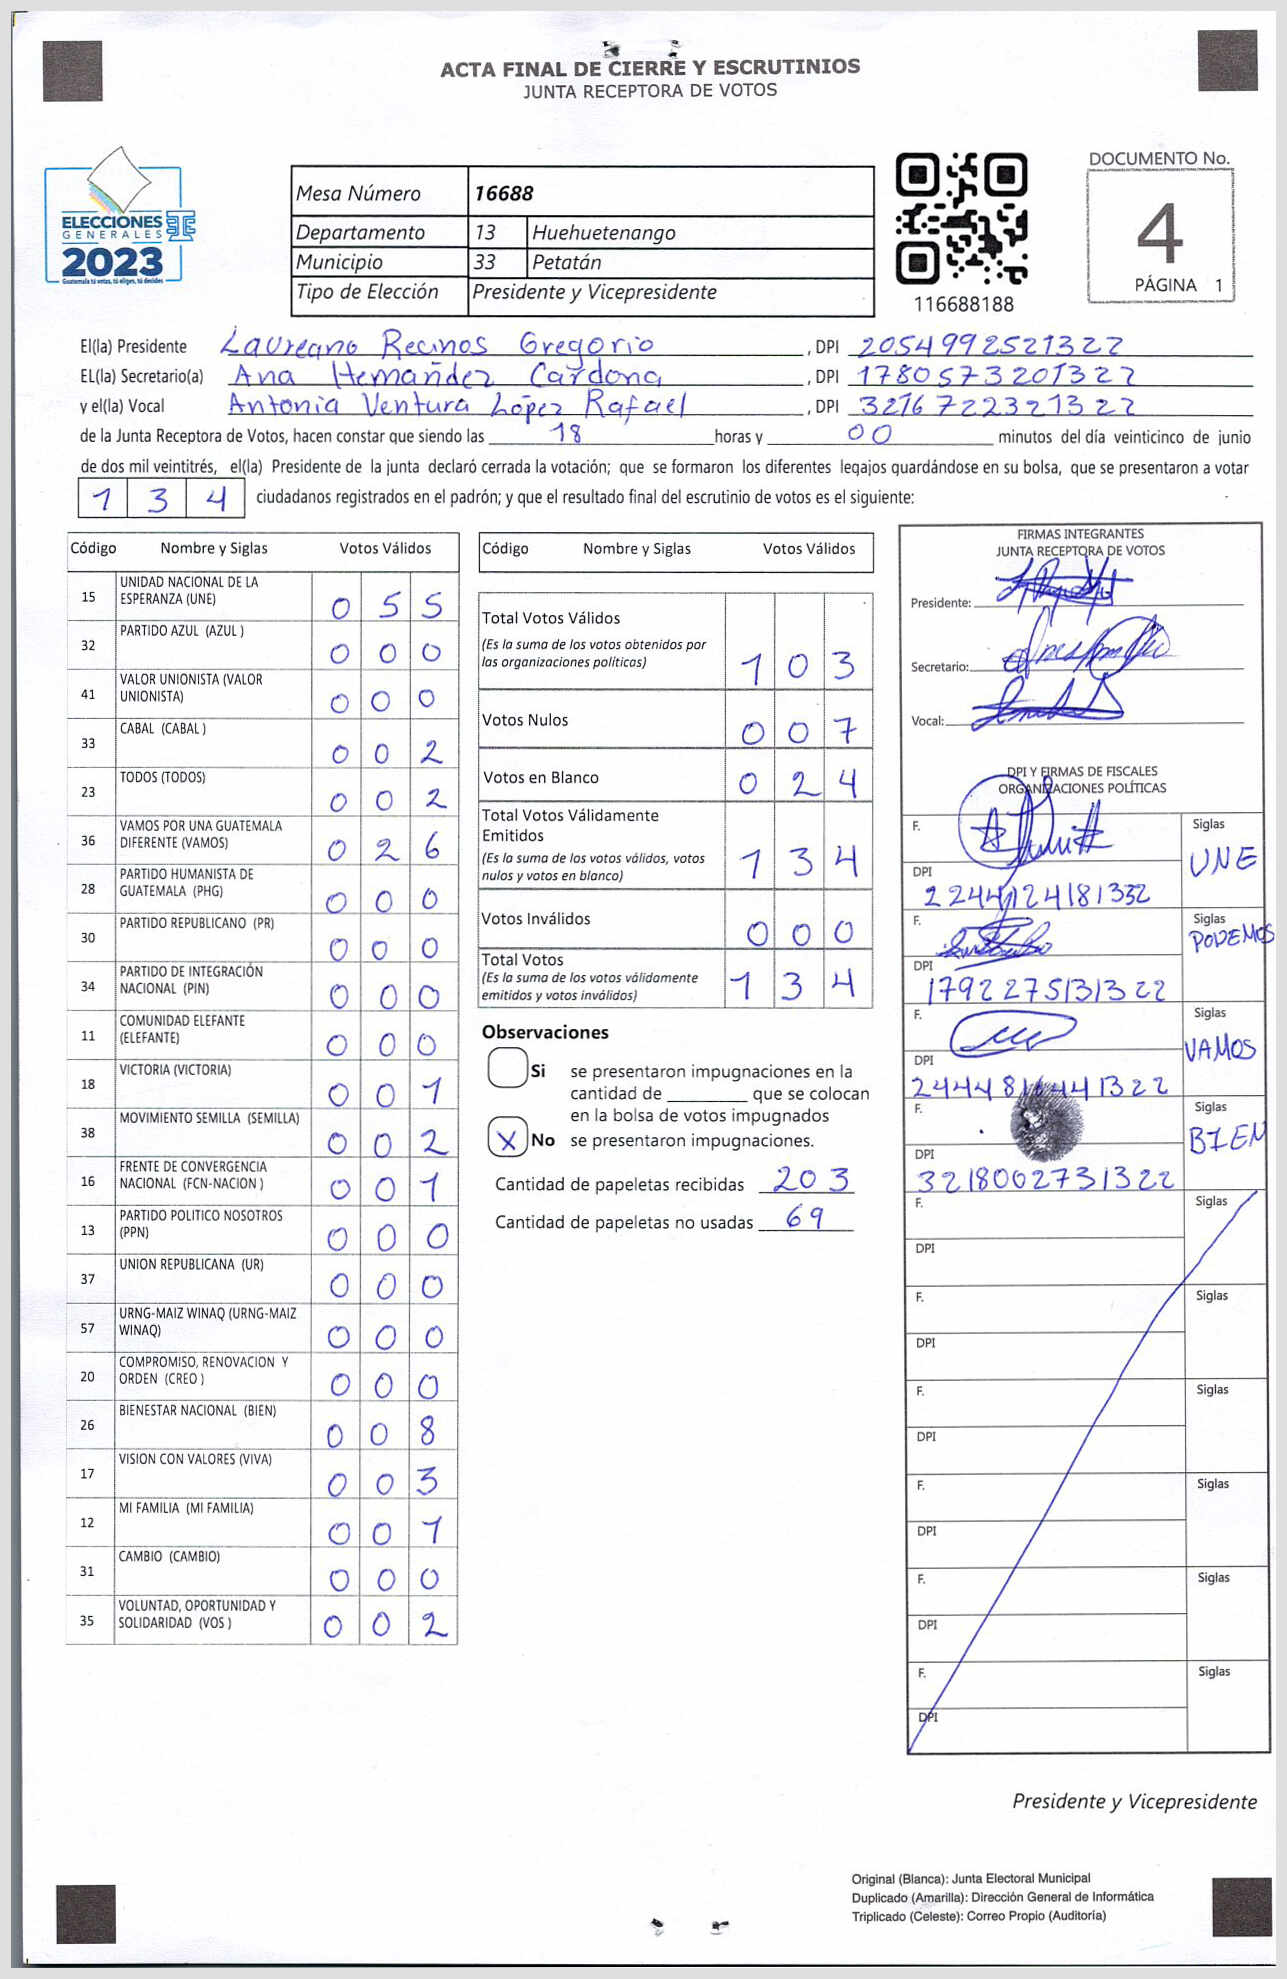 ACTA FINAL DE CIERRE Y ESCRUTINIOS
JUNTA RECEPTORA DE VOTOS
ELECCIONES
GENERALES
2023
Guatemala tú votas, tú eliges, tú decides
Mesa Número 16688
Departamento 13 Huehuetenango
Municipio 33 Petatán
Tipo de Elección Presidente y Vicepresidente
116688188
DOCUMENTO No.
4
PÁGINA 1
El(la) Presidente Laureano Recinos Gregorio , DPI 2054992521322
EL(la) Secretario(a) Ana Hernández Cardona , DPI 1780573201322
y el(la) Vocal Antonia Ventura López Rafael , DPI 3216722321322
de la Junta Receptora de Votos, hacen constar que siendo las 18 horas y 00 minutos del día veinticinco de junio
de dos mil veintitrés, el(la) Presidente de la junta declaró cerrada la votación; que se formaron los diferentes legajos guardándose en su bolsa, que se presentaron a votar
1 3 4 ciudadanos registrados en el padrón; y que el resultado final del escrutinio de votos es el siguiente:
Código Nombre y Siglas Votos Válidos
15 UNIDAD NACIONAL DE LA ESPERANZA (UNE) 0 5 5
32 PARTIDO AZUL (AZUL ) 0 0 0
41 VALOR UNIONISTA (VALOR UNIONISTA) 0 0 0
33 CABAL (CABAL ) 0 0 2
23 TODOS (TODOS) 0 0 2
36 VAMOS POR UNA GUATEMALA DIFERENTE (VAMOS) 0 2 6
28 PARTIDO HUMANISTA DE GUATEMALA (PHG) 0 0 0
30 PARTIDO REPUBLICANO (PR) 0 0 0
34 PARTIDO DE INTEGRACIÓN NACIONAL (PIN) 0 0 0
11 COMUNIDAD ELEFANTE (ELEFANTE) 0 0 0
18 VICTORIA (VICTORIA) 0 0 1
38 MOVIMIENTO SEMILLA (SEMILLA) 0 0 2
16 FRENTE DE CONVERGENCIA NACIONAL (FCN-NACION ) 0 0 1
13 PARTIDO POLITICO NOSOTROS (PPN) 0 0 0
37 UNION REPUBLICANA (UR) 0 0 0
57 URNG-MAIZ WINAQ (URNG-MAIZ WINAQ) 0 0 0
20 COMPROMISO, RENOVACION Y ORDEN (CREO ) 0 0 0
26 BIENESTAR NACIONAL (BIEN) 0 0 8
17 VISION CON VALORES (VIVA) 0 0 3
12 MI FAMILIA (MI FAMILIA) 0 0 1
31 CAMBIO (CAMBIO) 0 0 0
35 VOLUNTAD, OPORTUNIDAD Y SOLIDARIDAD (VOS ) 0 0 2
Código Nombre y Siglas Votos Válidos
Total Votos Válidos
(Es la suma de los votos obtenidos por
las organizaciones políticas) 1 0 3
Votos Nulos 0 0 7
Votos en Blanco 0 2 4
Total Votos Válidamente
Emitidos
(Es la suma de los votos válidos, votos
nulos y votos en blanco) 1 3 4
Votos Inválidos 0 0 0
Total Votos
(Es la suma de los votos válidamente
emitidos y votos inválidos) 1 3 4
Observaciones
Si se presentaron impugnaciones en la
cantidad de ________ que se colocan
en la bolsa de votos impugnados
X No se presentaron impugnaciones.
Cantidad de papeletas recibidas 203
Cantidad de papeletas no usadas 69
FIRMAS INTEGRANTES
JUNTA RECEPTORA DE VOTOS
Presidente:
Secretario:
Vocal:
DPI Y FIRMAS DE FISCALES
ORGANIZACIONES POLÍTICAS
F. Siglas
UNE
DPI
F. Siglas
PODEMOS
DPI
1792275131322
F. Siglas
VAMOS
DPI
F. Siglas
BIEN
DPI
3218002731322
F. Siglas
DPI
F. Siglas
DPI
F. Siglas
DPI
F. Siglas
DPI
F. Siglas
DPI
F. Siglas
DPI
Presidente y Vicepresidente
Original (Blanca): Junta Electoral Municipal
Duplicado (Amarilla): Dirección General de Informática
Triplicado (Celeste): Correo Propio (Auditoría)